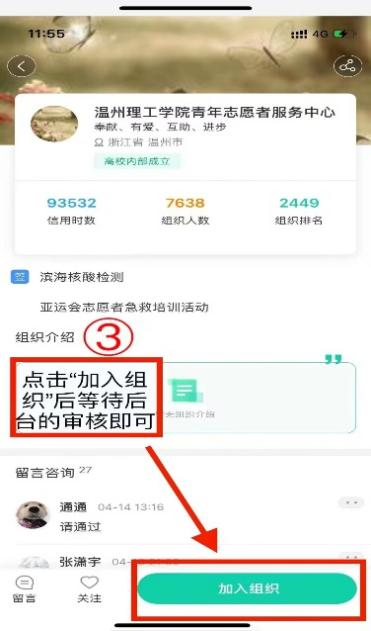 11:55
4G
温州理工学院青年志愿者服务中心
奉献、有爱、互助、进步
浙江省 温州市
高校内部成立
93532
7638
2449
信用时数
组织人数
组织排名
签
滨海核酸检测
亚运会志愿者急救培训活动
组织介绍
③
点击“加入组
织”后等待后
台的审核即可
组织介绍
留言咨询 27
通通 04-14 13:16
请通过
张潇宇
留言
关注
加入组织